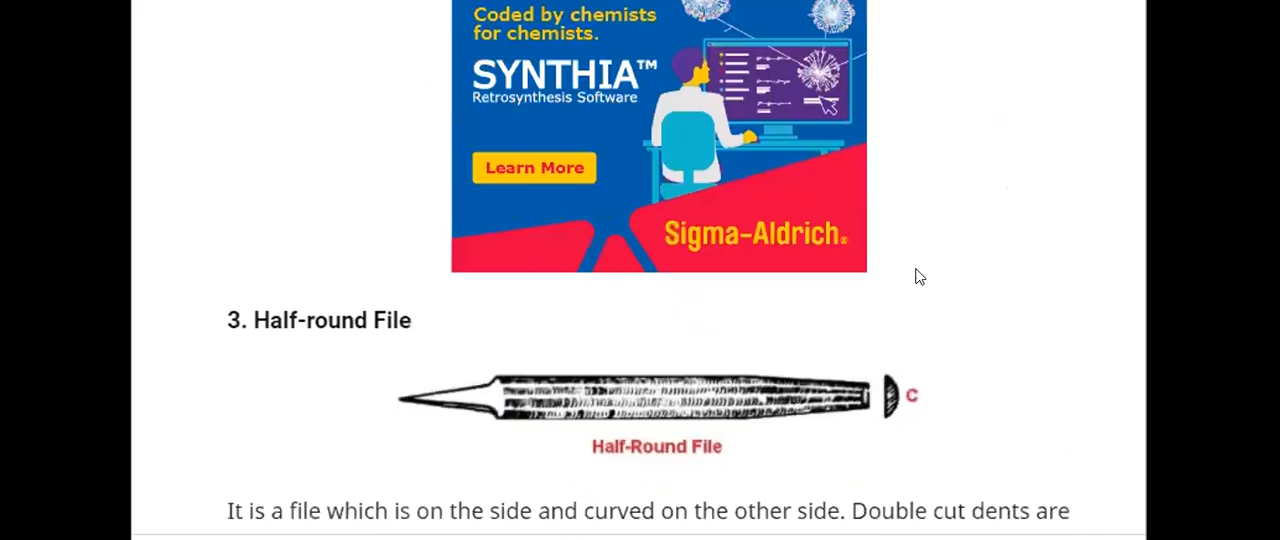 Coded by chemists
for chemists.
SYNTHIA™
Retrosynthesis Software
Learn More
Sigma-Aldrich®
3. Half-round File
C
Half-Round File
It is a file which is on the side and curved on the other side. Double cut dents are